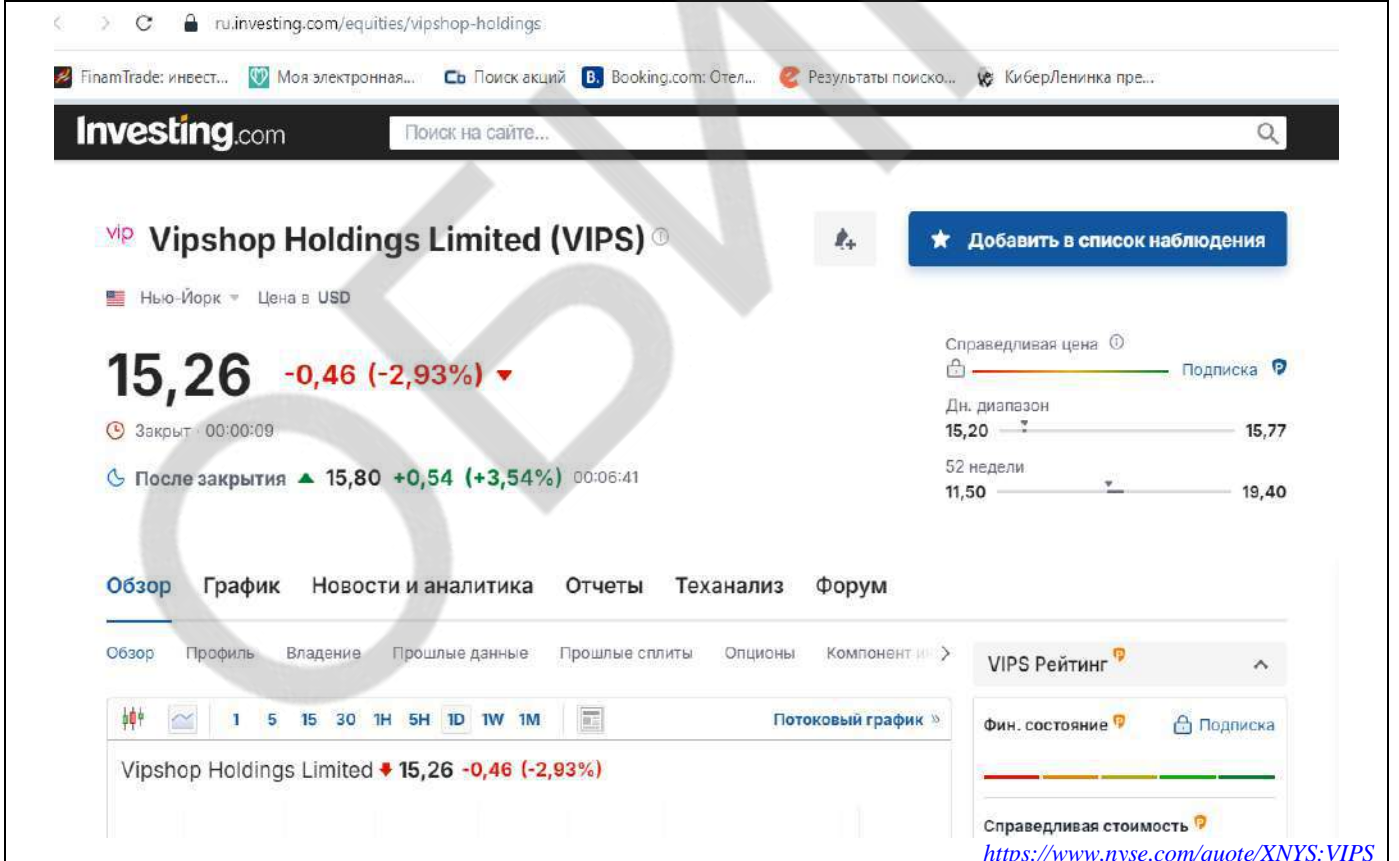 ru.investing.com/equities/vipshop-holdings
FinamTrade: инвест... Моя электронная... Сь Поиск акций B. Booking.com: Отел... Результаты поиско... КиберЛенинка пре...
Investing.com Поиск на сайте...
vip Vipshop Holdings Limited (VIPS) Добавить в список наблюдения
Нью-Йорк Цена в USD
Справедливая цена
15,26 -0,46 (-2,93%) Подписка
Дн. диапазон
Закрыт · 00:00:09 15,20 15,77
52 недели
После закрытия 15,80 +0,54 (+3,54%) 00:06:41
11,50 19,40
Обзор График Новости и аналитика Отчеты Теханализ Форум
Обзор Профиль Владение Прошлые данные Прошлые сплиты Опционы Компонент
VIPS Рейтинг
1 5 15 30 1H 5H 1D 1W 1M Потоковый график »
Фин. состояние Подписка
Vipshop Holdings Limited 15,26 -0,46 (-2,93%)
Справедливая стоимость
https://www.nyse.com/quote/XNYS:VIPS